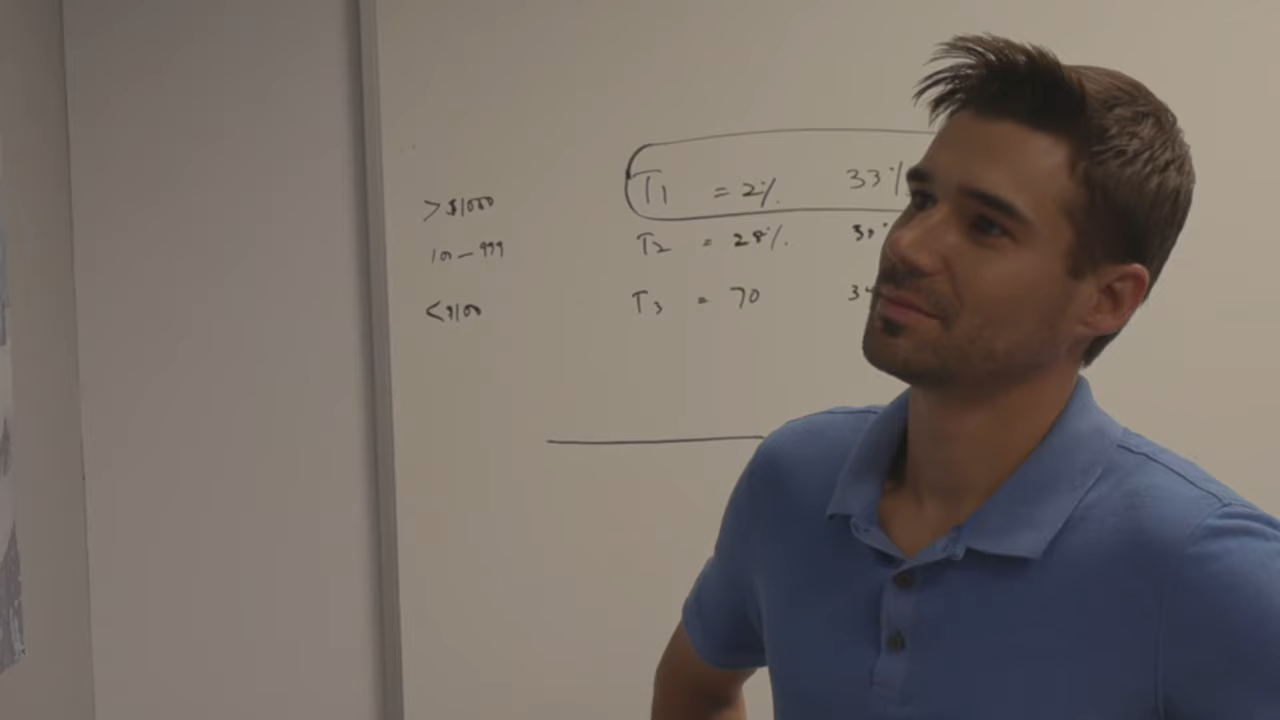 >$1000 T1 = 2% 33%
100-999 T2 = 28%
<$100 T3 = 70